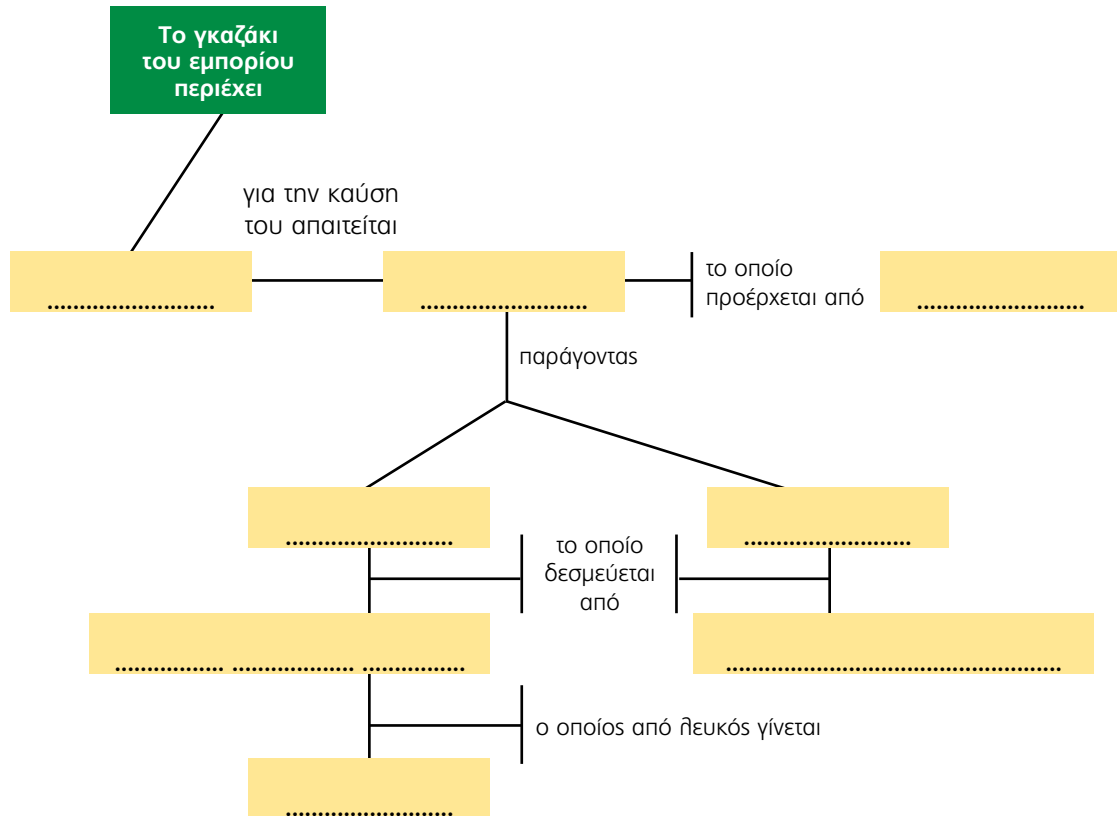 Το γκαζάκι
του εμπορίου
περιέχει
για την καύση
του απαιτείται
το οποίο
προέρχεται από
.........................
.........................
.........................
παράγοντας
.........................
.........................
το οποίο
δεσμεύεται
από
................. ................... ................
....................................................
ο οποίος από λευκός γίνεται
.........................